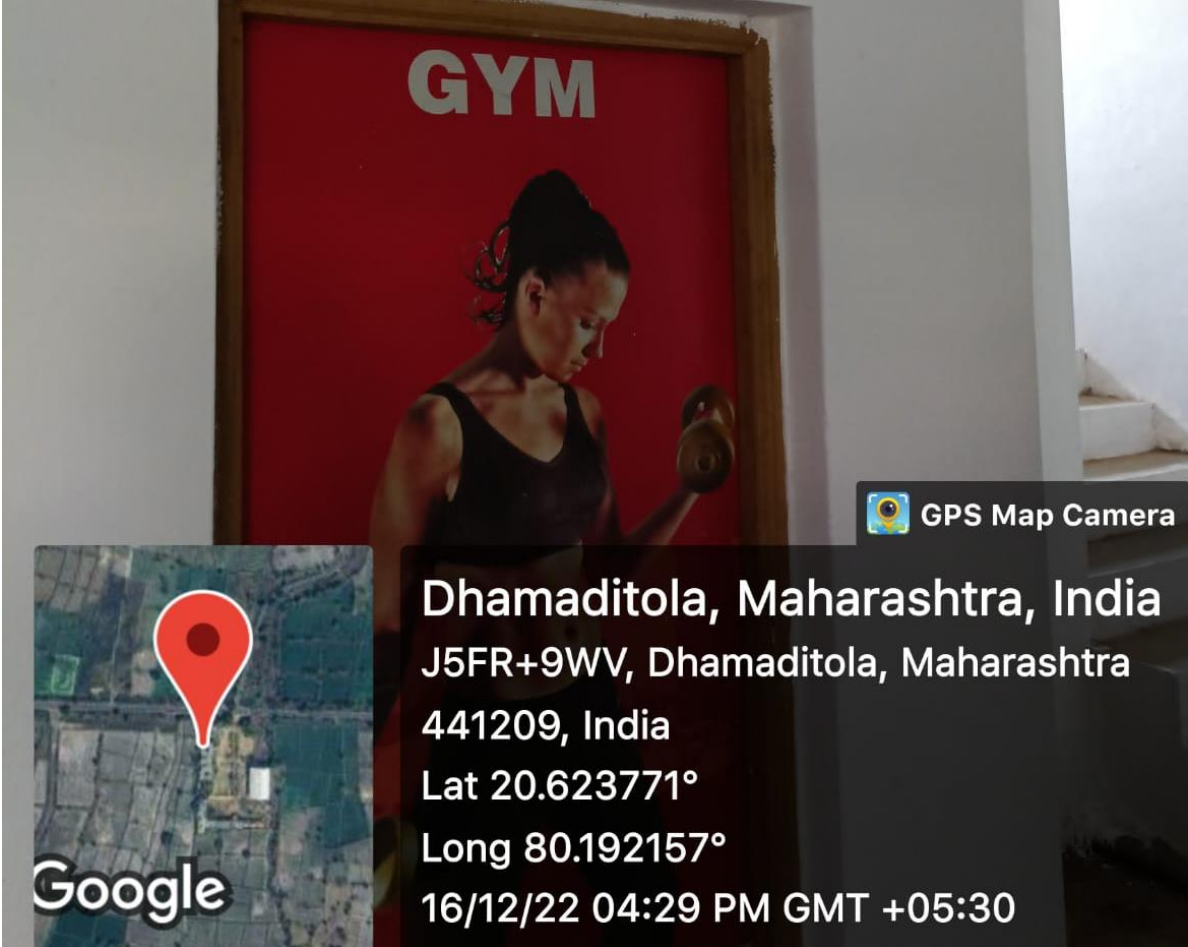 GYM
GPS Map Camera
Dhamaditola, Maharashtra, India
J5FR+9WV, Dhamaditola, Maharashtra
441209, India
Lat 20.623771°
Long 80.192157°
16/12/22 04:29 PM GMT +05:30
Google